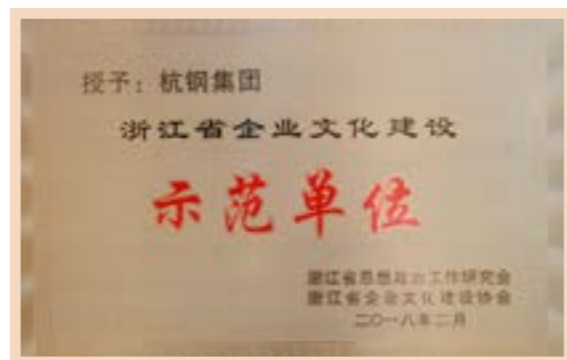 授予：杭钢集团
浙江省企业文化建设
示范单位
浙江省思想政治工作研究会
浙江省企业文化建设协会
二〇一八年二月